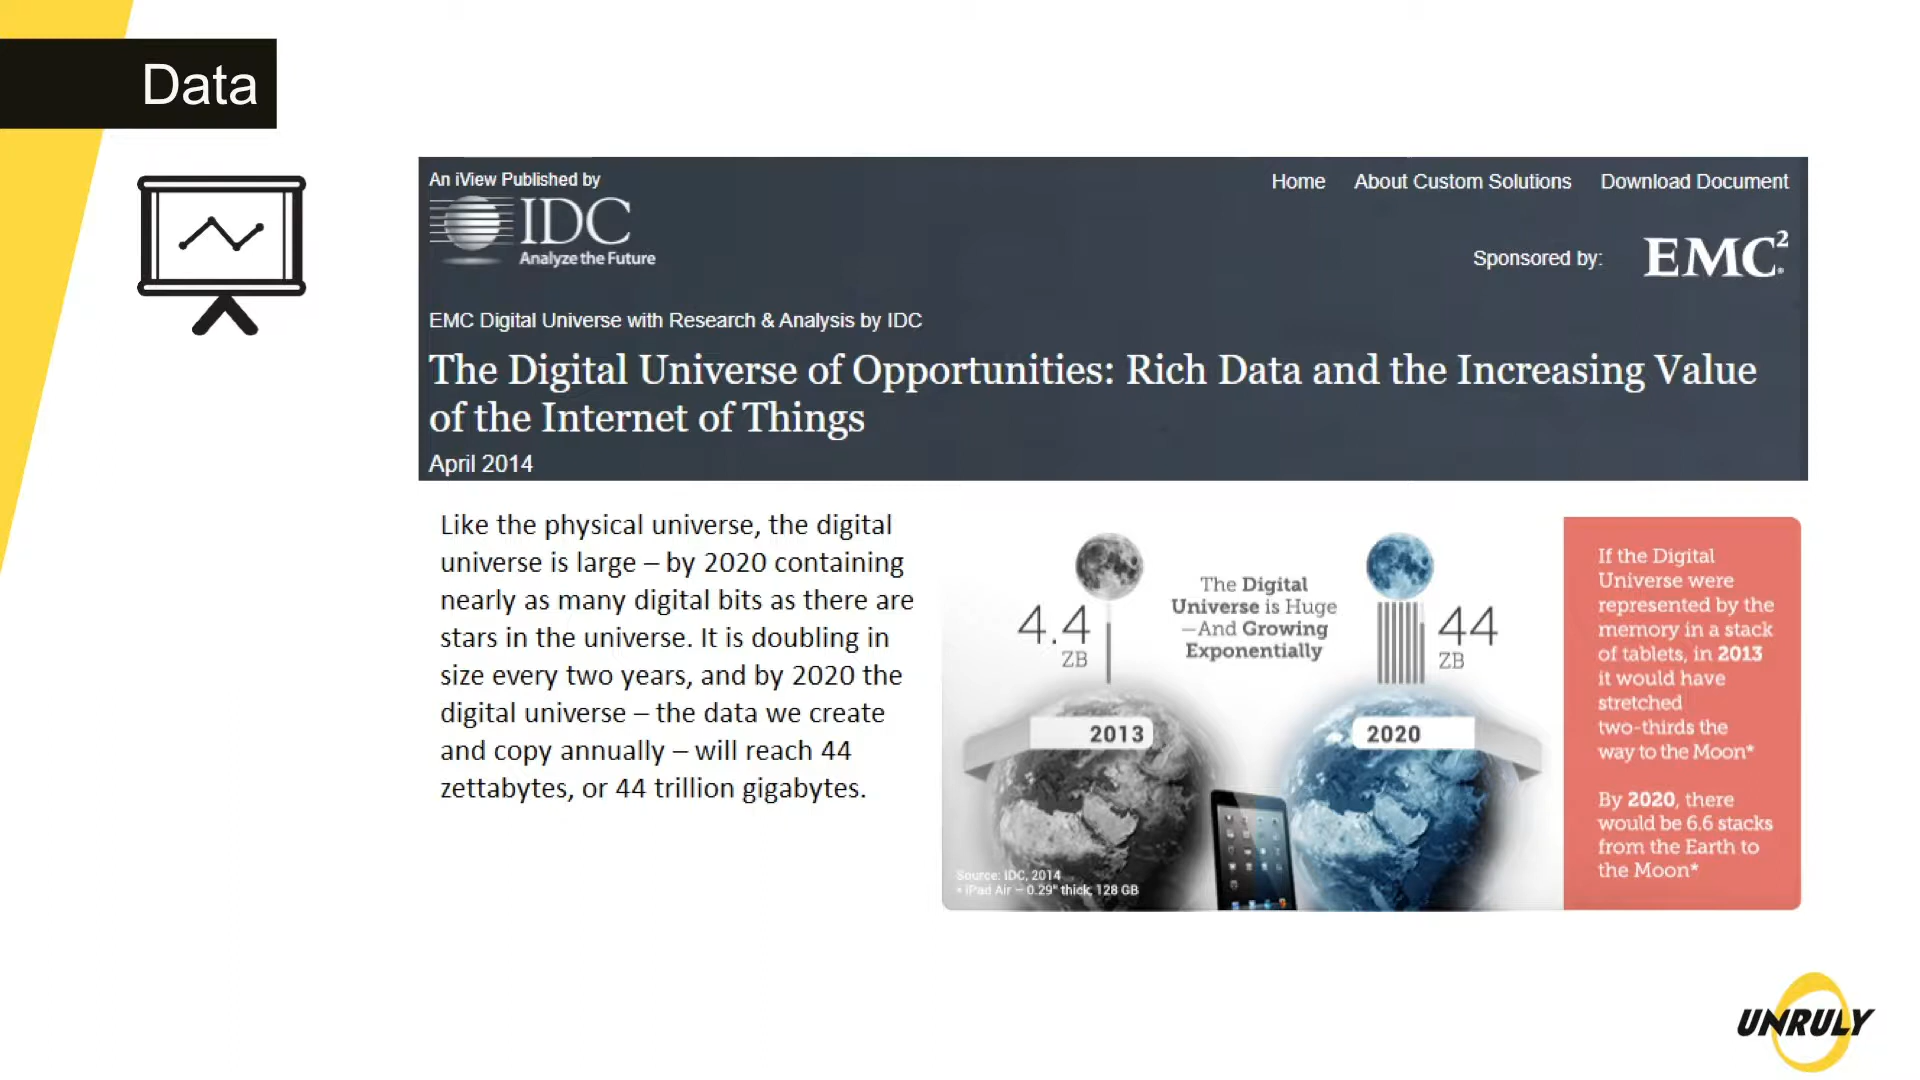 Data
An iView Published by
IDC
Analyze the Future
Home About Custom Solutions Download Document
Sponsored by: EMC²
EMC Digital Universe with Research & Analysis by IDC
The Digital Universe of Opportunities: Rich Data and the Increasing Value
of the Internet of Things
April 2014
Like the physical universe, the digital
universe is large – by 2020 containing
nearly as many digital bits as there are
stars in the universe. It is doubling in
size every two years, and by 2020 the
digital universe – the data we create
and copy annually – will reach 44
zettabytes, or 44 trillion gigabytes.
4.4
ZB
The Digital
Universe is Huge
—And Growing
Exponentially
44
ZB
2013
2020
Source: IDC, 2014
* iPad Air — 0.29" thick, 128 GB
If the Digital
Universe were
represented by the
memory in a stack
of tablets, in 2013
it would have
stretched
two-thirds the
way to the Moon*
By 2020, there
would be 6.6 stacks
from the Earth to
the Moon*
UNRULY